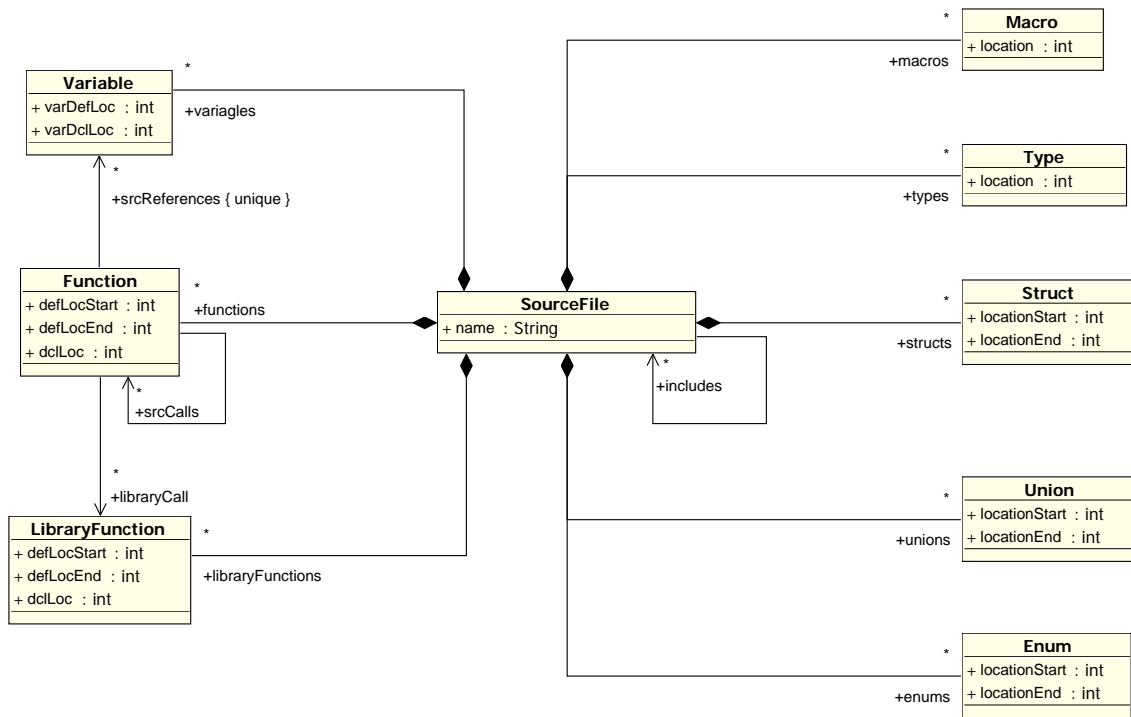 *
Macro
+ location : int
+macros
*
Variable
+ varDefLoc : int
+ varDclLoc : int
+variagles
*
+srcReferences { unique }
*
Type
+ location : int
+types
Function
+ defLocStart : int
+ defLocEnd : int
+ dclLoc : int
*
+functions
*
+srcCalls
SourceFile
+ name : String
*
+includes
*
Struct
+ locationStart : int
+ locationEnd : int
+structs
*
+libraryCall
LibraryFunction
+ defLocStart : int
+ defLocEnd : int
+ dclLoc : int
*
+libraryFunctions
*
Union
+ locationStart : int
+ locationEnd : int
+unions
*
Enum
+ locationStart : int
+ locationEnd : int
+enums